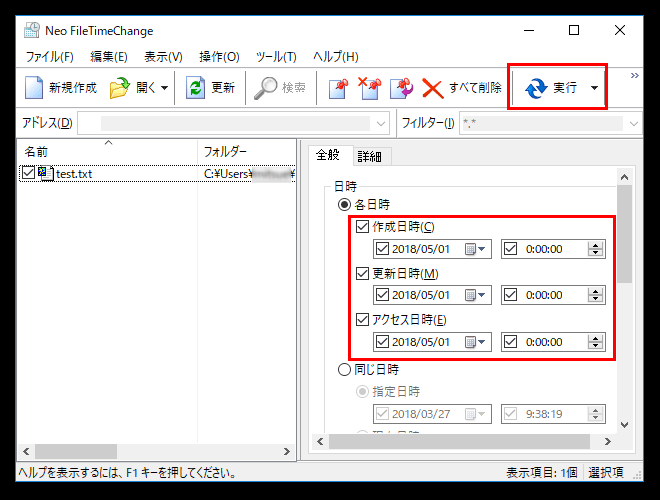 Neo FileTimeChange
ファイル(F) 編集(E) 表示(V) 操作(O) ツール(T) ヘルプ(H)
新規作成 開く 更新 検索 すべて削除 実行 »
アドレス(D) フィルター(I) *.*
名前 フォルダー
test.txt C:¥Users¥ ¥
全般 詳細
日時
各日時
作成日時(C)
2018/05/01 0:00:00
更新日時(M)
2018/05/01 0:00:00
アクセス日時(E)
2018/05/01 0:00:00
同じ日時
指定日時
2018/03/27 9:38:19
ヘルプを表示するには、F1 キーを押してください。 表示項目: 1個 選択項